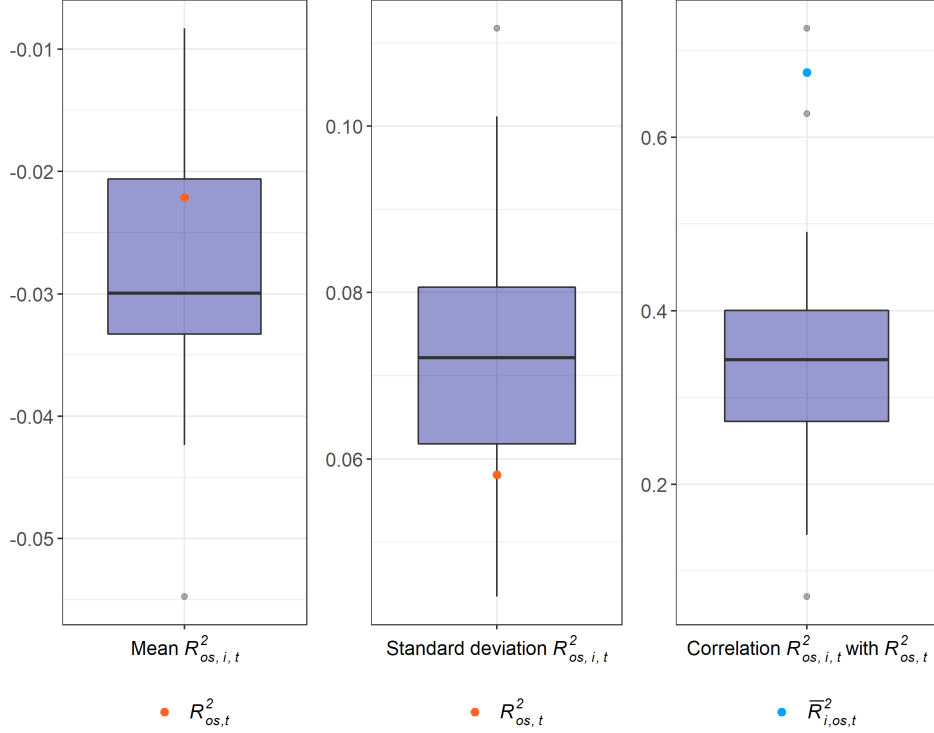 -0.01
-0.02
-0.03
-0.04
-0.05
Mean R²os, i, t
R²os,t
0.10
0.08
0.06
Standard deviation R²os, i, t
R²os, t
0.6
0.4
0.2
Correlation R²os, i, t with R²os, t
R̅²i,os,t